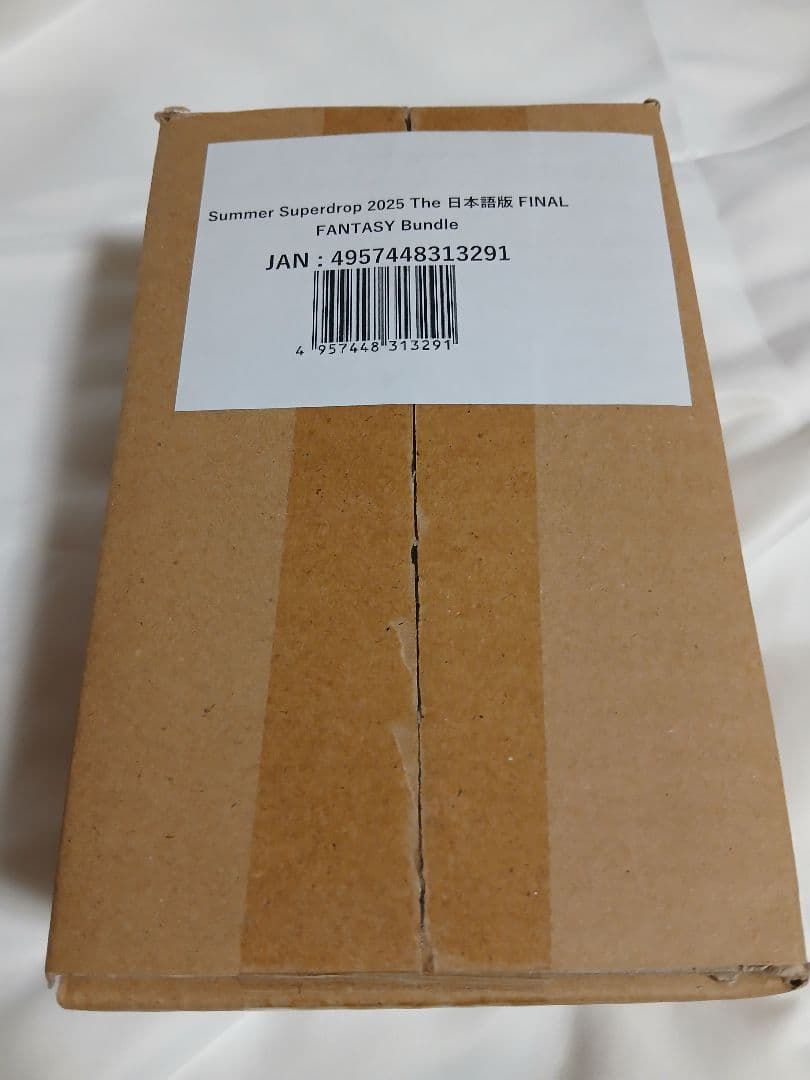 Summer Superdrop 2025 The 日本語版 FINAL
FANTASY Bundle
JAN : 4957448313291
4 957448 313291